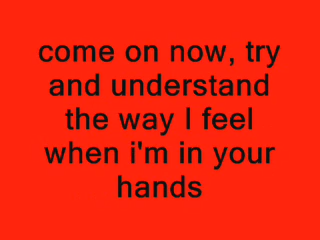 come on now, try
and understand
the way I feel
when i'm in your
hands